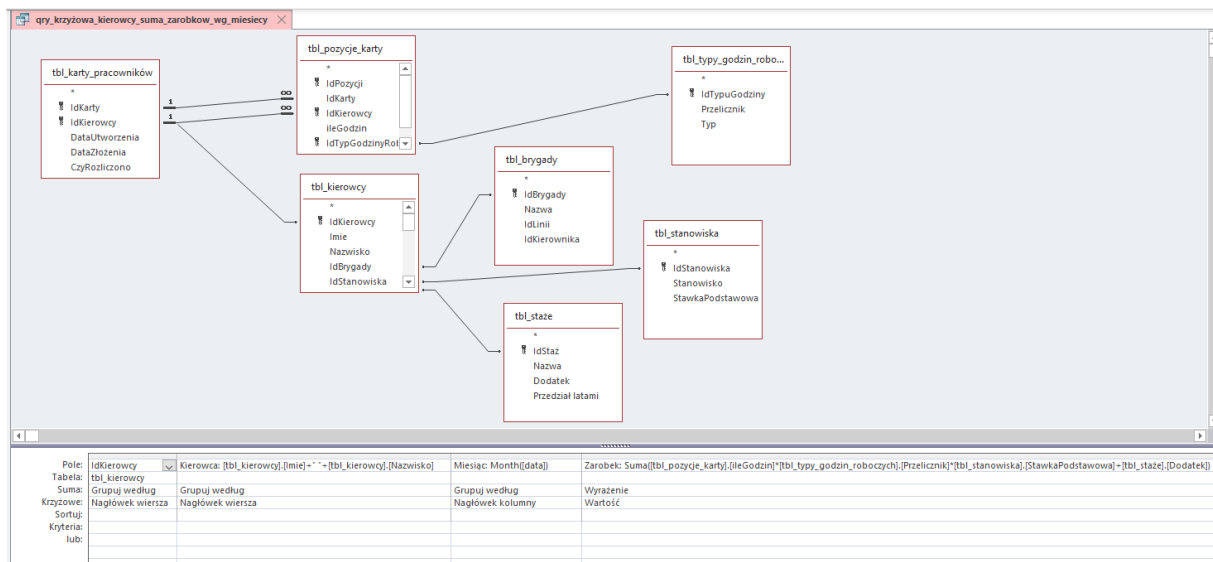 qry_krzyżowa_kierowcy_suma_zarobkow_wg_miesiecy
tbl_karty_pracowników
*
IdKarty
IdKierowcy
DataUtworzenia
DataZłożenia
CzyRozliczono
1
1
∞
∞
tbl_pozycje_karty
*
IdPozycji
IdKarty
IdKierowcy
ileGodzin
IdTypGodzinyRob
tbl_typy_godzin_robo...
*
IdTypuGodziny
Przelicznik
Typ
tbl_kierowcy
*
IdKierowcy
Imie
Nazwisko
IdBrygady
IdStanowiska
tbl_brygady
*
IdBrygady
Nazwa
IdLinii
IdKierownika
tbl_stanowiska
*
IdStanowiska
Stanowisko
StawkaPodstawowa
tbl_staże
*
IdStaż
Nazwa
Dodatek
Przedział latami
Pole: IdKierowcy Kierowca: [tbl_kierowcy].[Imie]+" "+[tbl_kierowcy].[Nazwisko] Miesiąc: Month([data]) Zarobek: Suma([tbl_pozycje_karty].[ileGodzin]*[tbl_typy_godzin_roboczych].[Przelicznik]*[tbl_stanowiska].[StawkaPodstawowa]+[tbl_staże].[Dodatek])
Tabela: tbl_kierowcy
Suma: Grupuj według Grupuj według Grupuj według Wyrażenie
Krzyżowe: Nagłówek wiersza Nagłówek wiersza Nagłówek kolumny Wartość
Sortuj:
Kryteria:
lub: